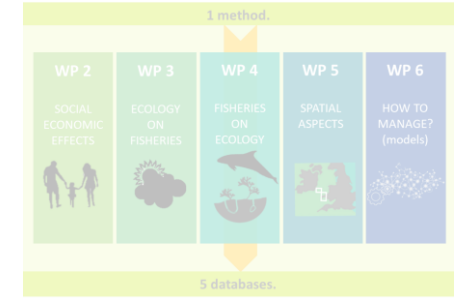 1 method.
WP 2
SOCIAL
ECONOMIC
EFFECTS
WP 3
ECOLOGY
ON
FISHERIES
WP 4
FISHERIES
ON
ECOLOGY
WP 5
SPATIAL
ASPECTS
WP 6
HOW TO
MANAGE?
(models)
5 databases.